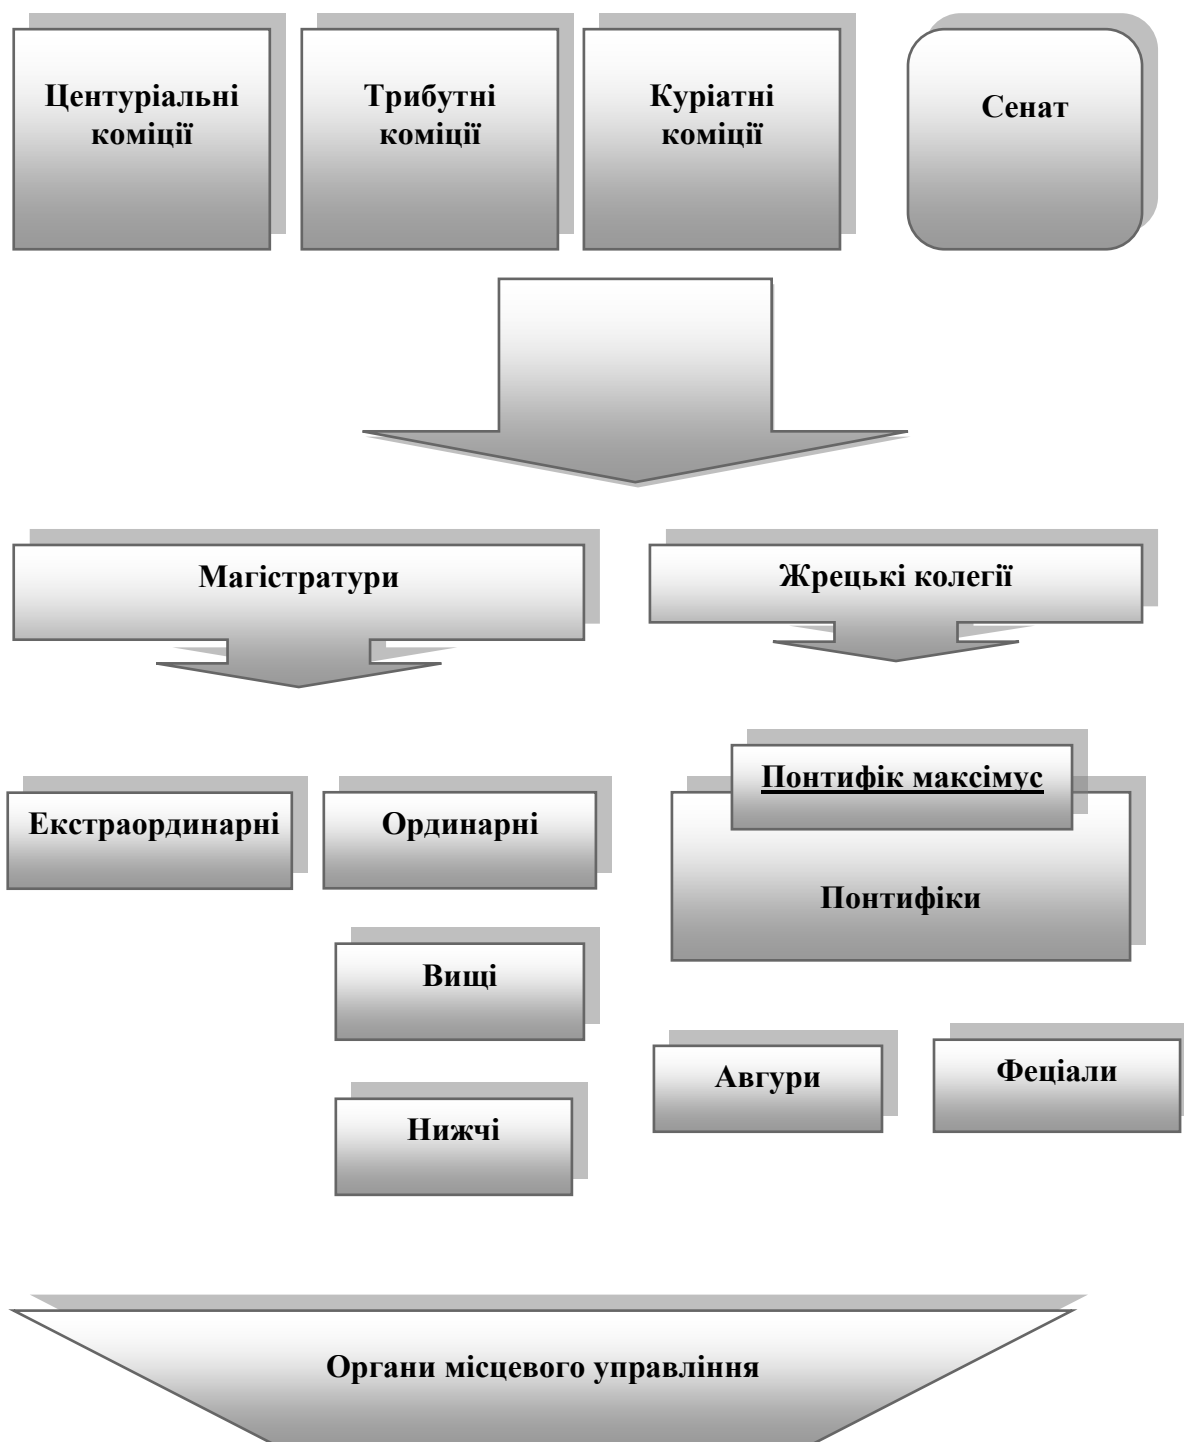 Центуріальні
коміції
Трибутні
коміції
Куріатні
коміції
Сенат
Магістратури
Жрецькі колегії
Понтифік максімус
Екстраординарні
Ординарні
Понтифіки
Вищі
Авгури
Феціали
Нижчі
Органи місцевого управління